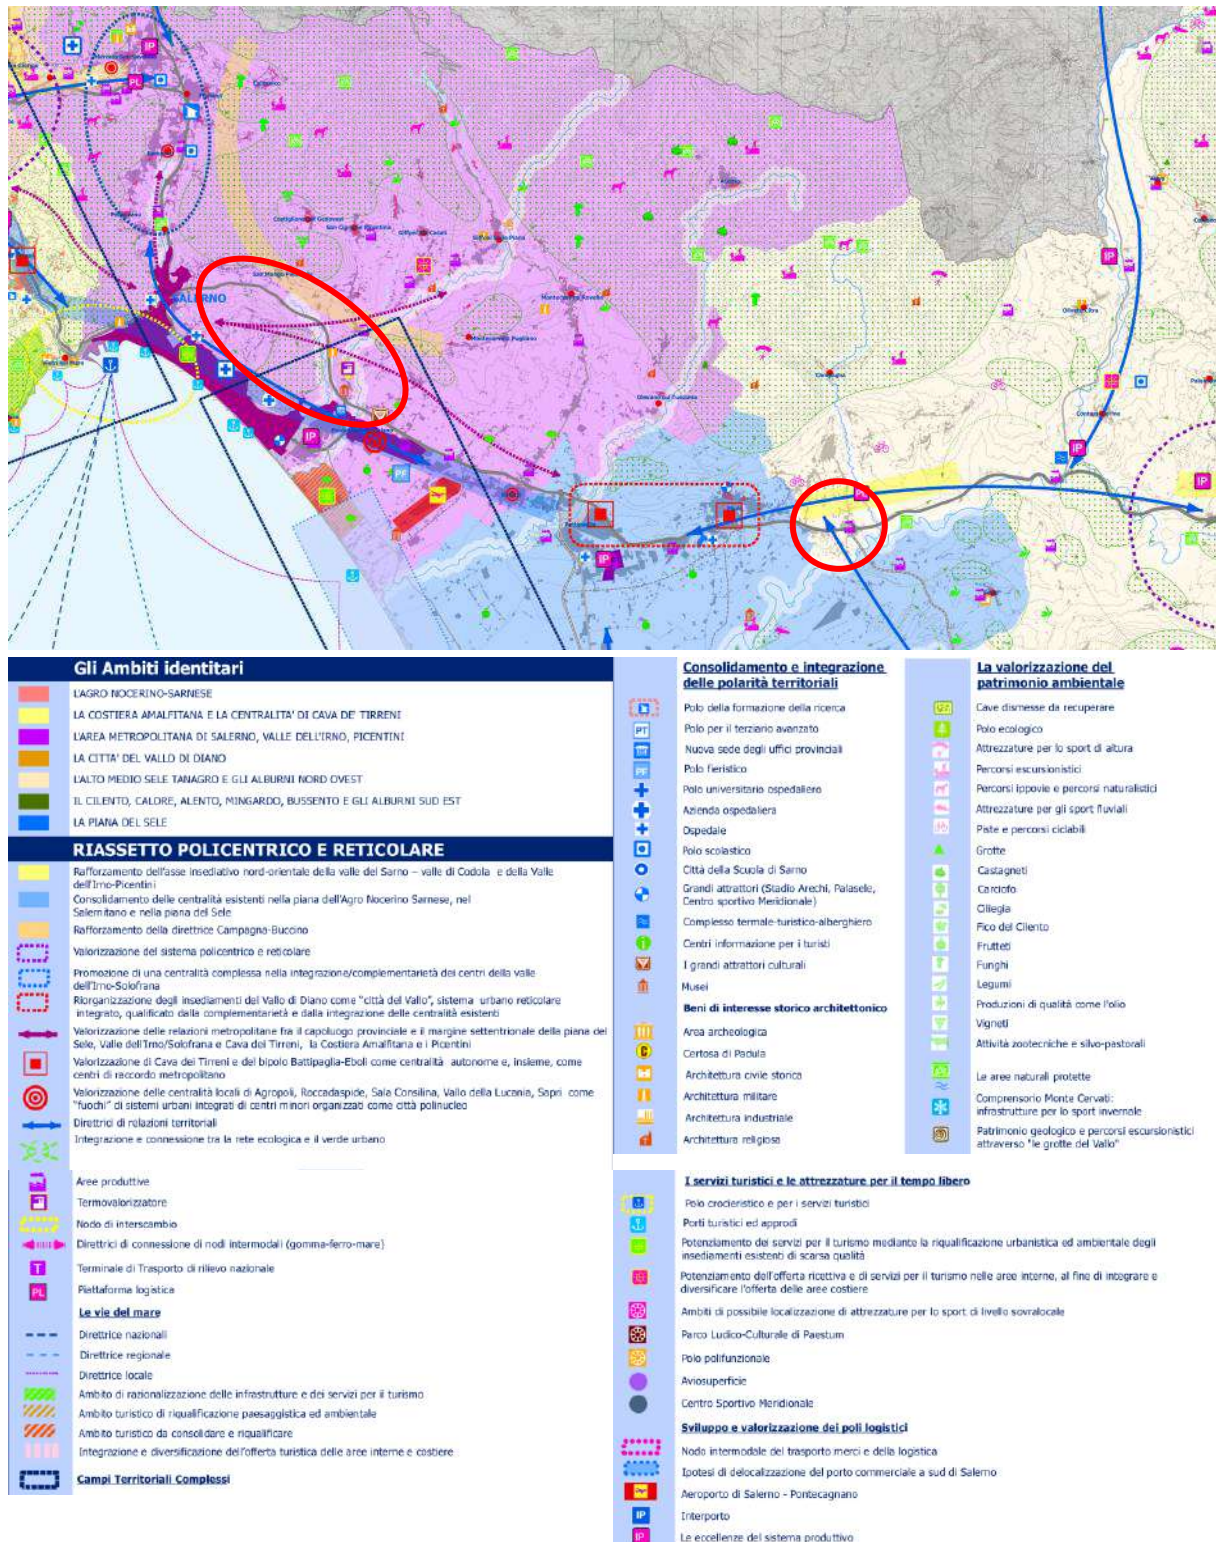 SALERNO
IP
PL
PF
IP
IP
IP
PL
IP
IP
Gli Ambiti identitari
L'AGRO NOCERINO-SARNESE
LA COSTIERA AMALFITANA E LA CENTRALITA' DI CAVA DE' TIRRENI
L'AREA METROPOLITANA DI SALERNO, VALLE DELL'IRNO, PICENTINI
LA CITTA' DEL VALLO DI DIANO
L'ALTO MEDIO SELE TANAGRO E GLI ALBURNI NORD OVEST
IL CILENTO, CALORE, ALENTO, MINGARDO, BUSSENTO E GLI ALBURNI SUD EST
LA PIANA DEL SELE
RIASSETTO POLICENTRICO E RETICOLARE
Rafforzamento dell'asse insediativo nord-orientale della valle del Sarno – valle di Codola e della Valle
dell'Irno-Picentini
Consolidamento delle centralità esistenti nella piana dell'Agro Nocerino Sarnese, nel
Salernitano e nella piana del Sele
Rafforzamento della direttrice Campagna-Buccino
Valorizzazione del sistema policentrico e reticolare
Promozione di una centralità complessa nella integrazione/complementarietà dei centri della valle
dell'Irno-Solofrana
Riorganizzazione degli insediamenti del Vallo di Diano come "città del Vallo", sistema urbano reticolare
integrato, qualificato dalla complementarietà e dalla integrazione delle centralità esistenti
Valorizzazione delle relazioni metropolitane fra il capoluogo provinciale e il margine settentrionale della piana del
Sele, Valle dell'Irno/Solofrana e Cava dei Tirreni, la Costiera Amalfitana e i Picentini
Valorizzazione di Cava dei Tirreni e del bipolo Battipaglia-Eboli come centralità autonome e, insieme, come
centri di raccordo metropolitano
Valorizzazione delle centralità locali di Agropoli, Roccadaspide, Sala Consilina, Vallo della Lucania, Sapri come
"fuochi" di sistemi urbani integrati di centri minori organizzati come città polinucleo
Direttrici di relazioni territoriali
Integrazione e connessione tra la rete ecologica e il verde urbano
Aree produttive
Termovalorizzatore
Nodo di interscambio
Direttrici di connessione di nodi intermodali (gomma-ferro-mare)
T Terminale di Trasporto di rilievo nazionale
PL Piattaforma logistica
Le vie del mare
Direttrice nazionali
Direttrice regionale
Direttrice locale
Ambito di razionalizzazione delle infrastrutture e dei servizi per il turismo
Ambito turistico di riqualificazione paesaggistica ed ambientale
Ambito turistico da consolidare e riqualificare
Integrazione e diversificazione dell'offerta turistica delle aree interne e costiere
Campi Territoriali Complessi
Consolidamento e integrazione
delle polarità territoriali
Polo della formazione della ricerca
PT Polo per il terziario avanzato
Nuova sede degli uffici provinciali
PF Polo fieristico
Polo universitario ospedaliero
Azienda ospedaliera
Ospedale
Polo scolastico
Città della Scuola di Sarno
Grandi attrattori (Stadio Arechi, Palasele,
Centro sportivo Meridionale)
Complesso termale-turistico-alberghiero
Centri informazione per i turisti
I grandi attrattori culturali
Musei
Beni di interesse storico architettonico
Area archeologica
Certosa di Padula
Architettura civile storica
Architettura militare
Architettura industriale
Architettura religiosa
La valorizzazione del
patrimonio ambientale
Cave dismesse da recuperare
Polo ecologico
Attrezzature per lo sport di altura
Percorsi escursionistici
Percorsi ippovie e percorsi naturalistici
Attrezzature per gli sport fluviali
Piste e percorsi ciclabili
Grotte
Castagneti
Carciofo
Ciliegia
Fico del Cilento
Frutteti
Funghi
Legumi
Produzioni di qualità come l'olio
Vigneti
Attività zootecniche e silvo-pastorali
Le aree naturali protette
Comprensorio Monte Cervati:
infrastrutture per lo sport invernale
Patrimonio geologico e percorsi escursionistici
attraverso "le grotte del Vallo"
I servizi turistici e le attrezzature per il tempo libero
Polo crocieristico e per i servizi turistici
Porti turistici ed approdi
Potenziamento dei servizi per il turismo mediante la riqualificazione urbanistica ed ambientale degli
insediamenti esistenti di scarsa qualità
Potenziamento dell'offerta ricettiva e di servizi per il turismo nelle aree interne, al fine di integrare e
diversificare l'offerta delle aree costiere
Ambiti di possibile localizzazione di attrezzature per lo sport di livello sovralocale
Parco Ludico-Culturale di Paestum
Polo polifunzionale
Aviosuperficie
Centro Sportivo Meridionale
Sviluppo e valorizzazione dei poli logistici
Nodo intermodale del trasporto merci e della logistica
Ipotesi di delocalizzazione del porto commerciale a sud di Salerno
Aeroporto di Salerno - Pontecagnano
IP Interporto
IP Le eccellenze del sistema produttivo